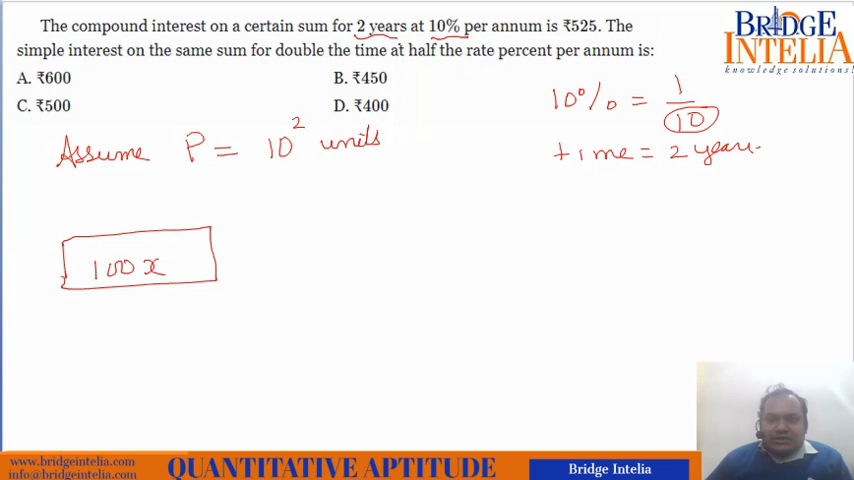 BRIDGE
INTELIA
knowledge solutions!
The compound interest on a certain sum for 2 years at 10% per annum is ₹525. The
simple interest on the same sum for double the time at half the rate percent per annum is:
A. ₹600 B. ₹450
C. ₹500 D. ₹400
10% = 1/10
time = 2 years
Assume P = 10² units
100x
www.bridgeintelia.com
info@bridgeintelia.com
QUANTITATIVE APTITUDE
Bridge Intelia